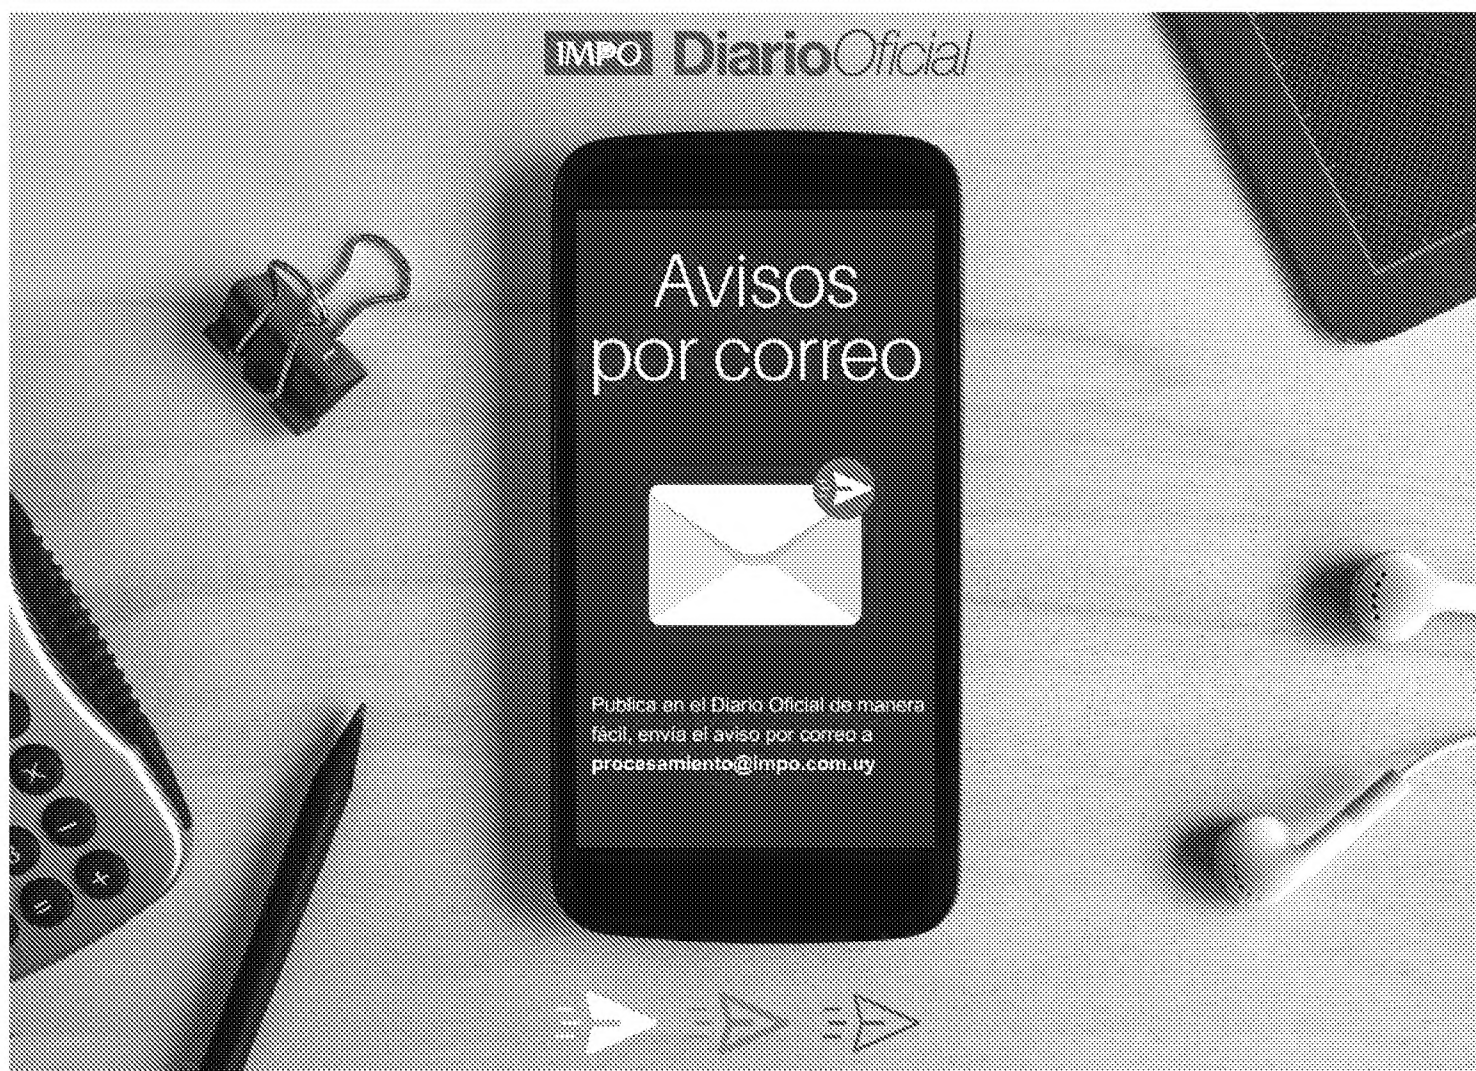 IMPO DiarioOficial
Avisos
por correo
Publica en el Diario Oficial de manera
fácil, envía el aviso por correo a
procesamiento@impo.com.uy